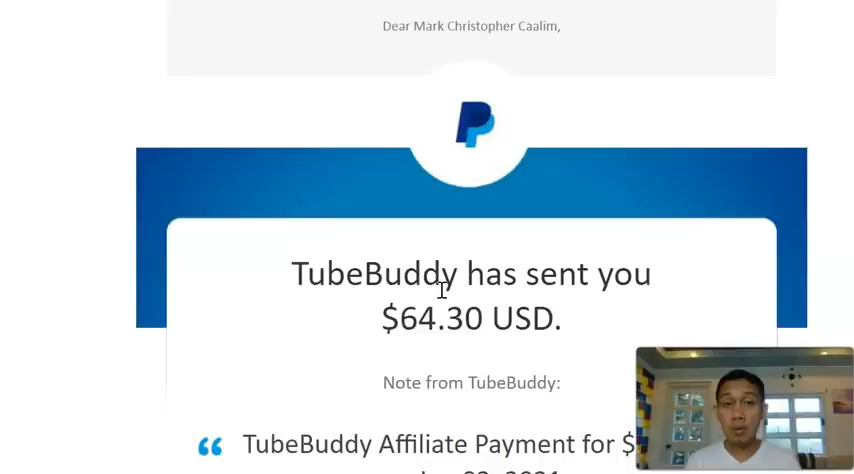 Dear Mark Christopher Caalim,
TubeBuddy has sent you
$64.30 USD.
Note from TubeBuddy:
TubeBuddy Affiliate Payment for $